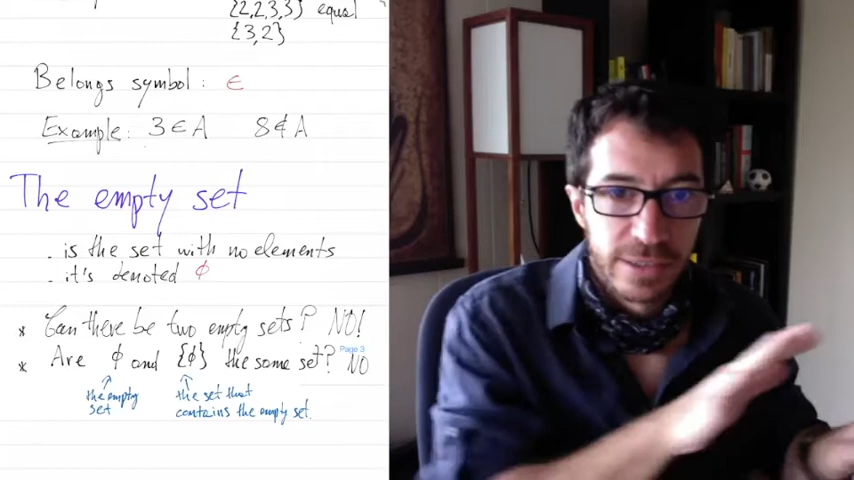 {2,2,3,3} equal
{3,2}
Belongs symbol : ∈
Example: 3 ∈ A 8 ∉ A
The empty set
. is the set with no elements
. it's denoted ϕ
* Can there be two empty sets? NO!
Page 3
* Are ϕ and {ϕ} the same set? NO
the empty set
the set that contains the empty set.